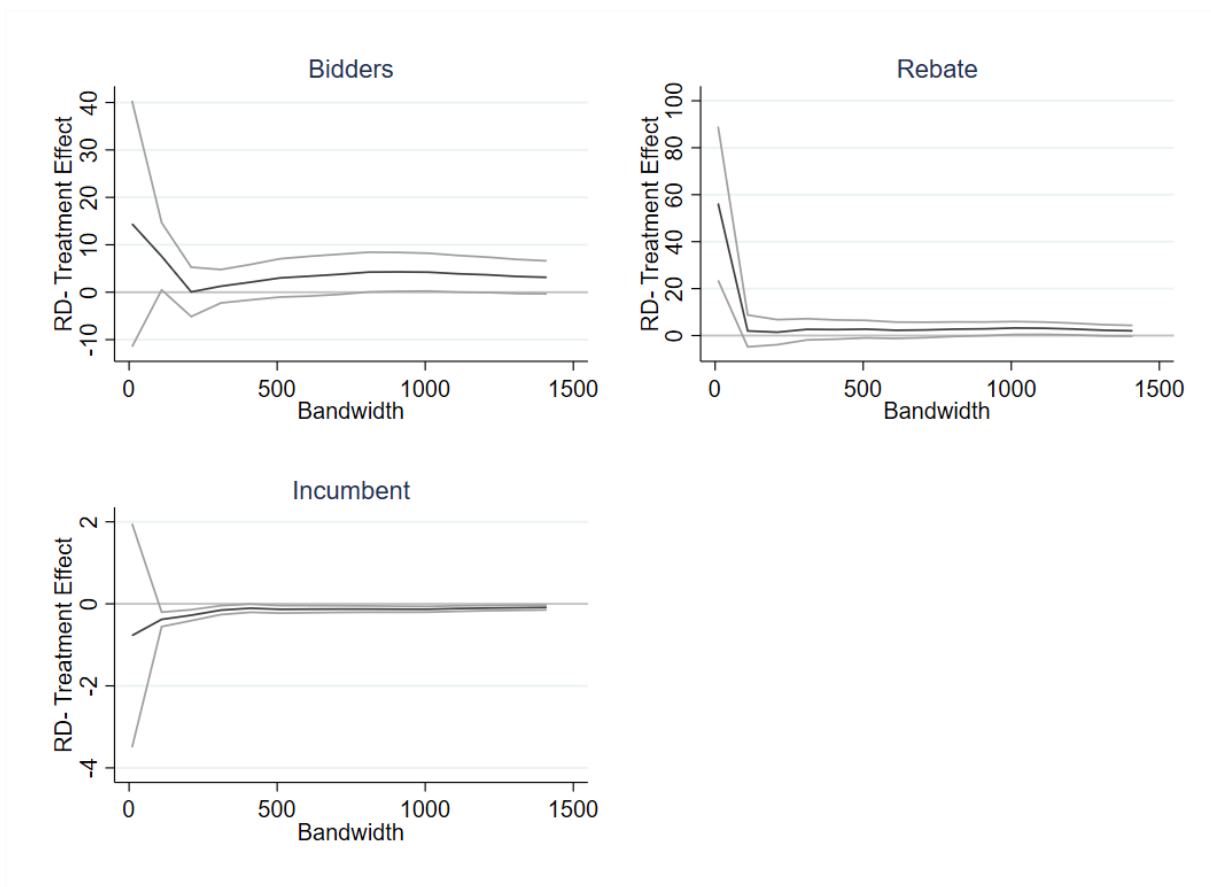 Bidders
RD- Treatment Effect
40
30
20
10
0
-10
0 500 1000 1500
Bandwidth
Rebate
RD- Treatment Effect
100
80
60
40
20
0
0 500 1000 1500
Bandwidth
Incumbent
RD- Treatment Effect
2
0
-2
-4
0 500 1000 1500
Bandwidth